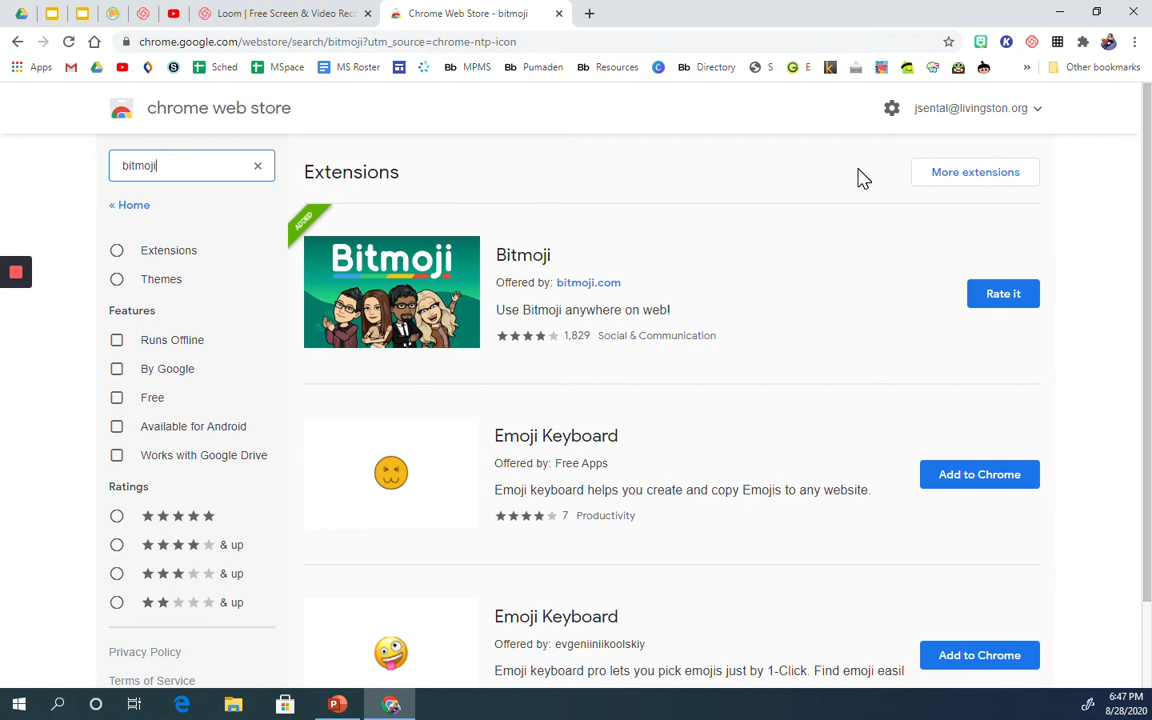 Loom | Free Screen & Video Reco
Chrome Web Store - bitmoji
chrome.google.com/webstore/search/bitmoji?utm_source=chrome-ntp-icon
Apps
Sched
MSpace
MS Roster
Bb MPMS
Bb Pumaden
Bb Resources
Bb Directory
S
E
»
Other bookmarks
chrome web store
jsental@livingston.org
bitmoji
« Home
Extensions
Themes
Features
Runs Offline
By Google
Free
Available for Android
Works with Google Drive
Ratings
& up
& up
& up
Privacy Policy
Terms of Service
Extensions
More extensions
ADDED
Bitmoji
Bitmoji
Offered by: bitmoji.com
Use Bitmoji anywhere on web!
1,829 Social & Communication
Rate it
Emoji Keyboard
Offered by: Free Apps
Emoji keyboard helps you create and copy Emojis to any website.
7 Productivity
Add to Chrome
Emoji Keyboard
Offered by: evgeniiniikoolskiy
Emoji keyboard pro lets you pick emojis just by 1-Click. Find emoji easil
Add to Chrome
6:47 PM
8/28/2020